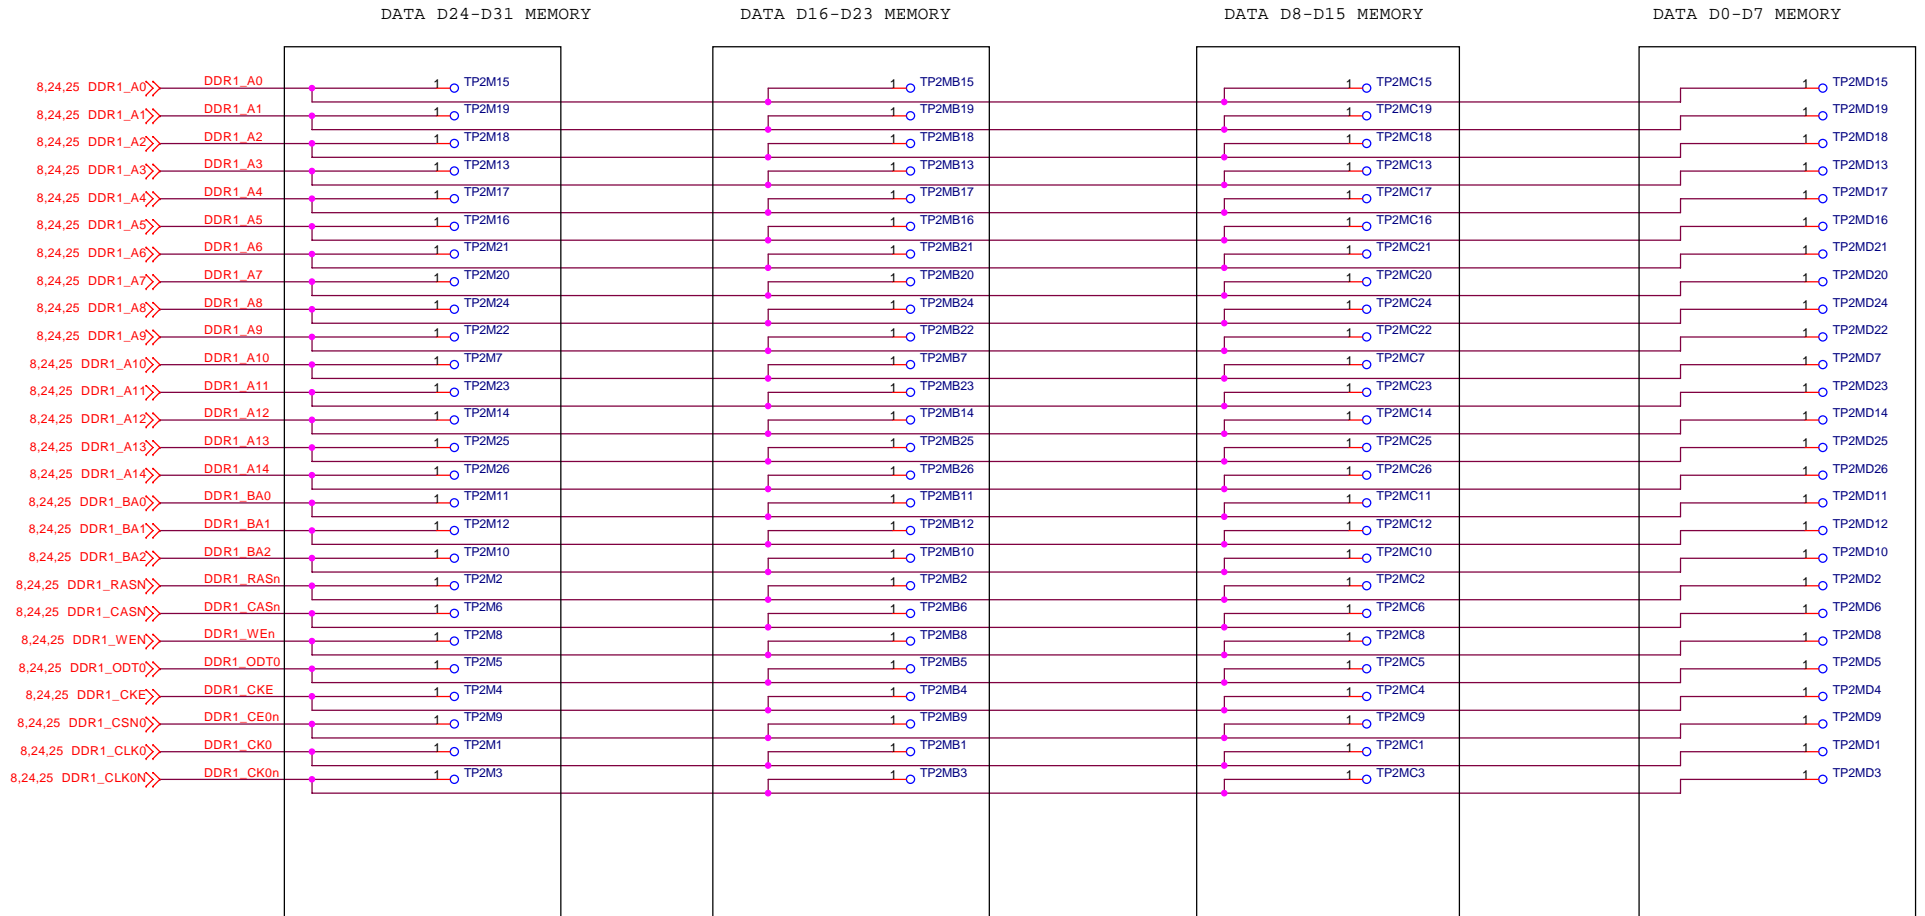 DATA D24-D31 MEMORY DATA D16-D23 MEMORY DATA D8-D15 MEMORY DATA D0-D7 MEMORY
8,24,25 DDR1_A0 DDR1_A0 1 TP2M15 1 TP2MB15 1 TP2MC15 1 TP2MD15
8,24,25 DDR1_A1 DDR1_A1 1 TP2M19 1 TP2MB19 1 TP2MC19 1 TP2MD19
8,24,25 DDR1_A2 DDR1_A2 1 TP2M18 1 TP2MB18 1 TP2MC18 1 TP2MD18
8,24,25 DDR1_A3 DDR1_A3 1 TP2M13 1 TP2MB13 1 TP2MC13 1 TP2MD13
8,24,25 DDR1_A4 DDR1_A4 1 TP2M17 1 TP2MB17 1 TP2MC17 1 TP2MD17
8,24,25 DDR1_A5 DDR1_A5 1 TP2M16 1 TP2MB16 1 TP2MC16 1 TP2MD16
8,24,25 DDR1_A6 DDR1_A6 1 TP2M21 1 TP2MB21 1 TP2MC21 1 TP2MD21
8,24,25 DDR1_A7 DDR1_A7 1 TP2M20 1 TP2MB20 1 TP2MC20 1 TP2MD20
8,24,25 DDR1_A8 DDR1_A8 1 TP2M24 1 TP2MB24 1 TP2MC24 1 TP2MD24
8,24,25 DDR1_A9 DDR1_A9 1 TP2M22 1 TP2MB22 1 TP2MC22 1 TP2MD22
8,24,25 DDR1_A10 DDR1_A10 1 TP2M7 1 TP2MB7 1 TP2MC7 1 TP2MD7
8,24,25 DDR1_A11 DDR1_A11 1 TP2M23 1 TP2MB23 1 TP2MC23 1 TP2MD23
8,24,25 DDR1_A12 DDR1_A12 1 TP2M14 1 TP2MB14 1 TP2MC14 1 TP2MD14
8,24,25 DDR1_A13 DDR1_A13 1 TP2M25 1 TP2MB25 1 TP2MC25 1 TP2MD25
8,24,25 DDR1_A14 DDR1_A14 1 TP2M26 1 TP2MB26 1 TP2MC26 1 TP2MD26
8,24,25 DDR1_BA0 DDR1_BA0 1 TP2M11 1 TP2MB11 1 TP2MC11 1 TP2MD11
8,24,25 DDR1_BA1 DDR1_BA1 1 TP2M12 1 TP2MB12 1 TP2MC12 1 TP2MD12
8,24,25 DDR1_BA2 DDR1_BA2 1 TP2M10 1 TP2MB10 1 TP2MC10 1 TP2MD10
8,24,25 DDR1_RASN DDR1_RASn 1 TP2M2 1 TP2MB2 1 TP2MC2 1 TP2MD2
8,24,25 DDR1_CASN DDR1_CASn 1 TP2M6 1 TP2MB6 1 TP2MC6 1 TP2MD6
8,24,25 DDR1_WEN DDR1_WEn 1 TP2M8 1 TP2MB8 1 TP2MC8 1 TP2MD8
8,24,25 DDR1_ODT0 DDR1_ODT0 1 TP2M5 1 TP2MB5 1 TP2MC5 1 TP2MD5
8,24,25 DDR1_CKE DDR1_CKE 1 TP2M4 1 TP2MB4 1 TP2MC4 1 TP2MD4
8,24,25 DDR1_CSN0 DDR1_CE0n 1 TP2M9 1 TP2MB9 1 TP2MC9 1 TP2MD9
8,24,25 DDR1_CLK0 DDR1_CK0 1 TP2M1 1 TP2MB1 1 TP2MC1 1 TP2MD1
8,24,25 DDR1_CLK0N DDR1_CK0n 1 TP2M3 1 TP2MB3 1 TP2MC3 1 TP2MD3